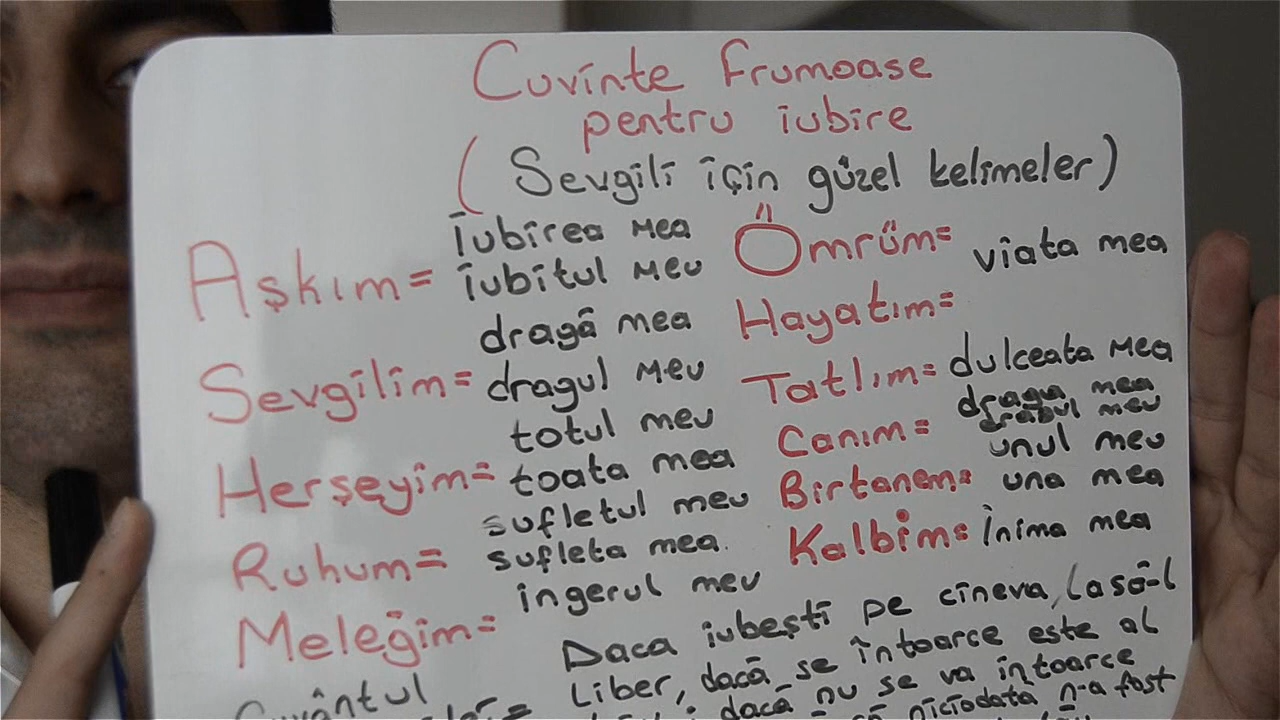 Cuvinte frumoase
pentru iubire
( Sevgili için güzel kelimeler)
Aşkım= iubirea mea
iubitul meu
Sevgilim= dragă mea
dragul meu
Herşeyim= totul meu
toata mea
Ruhum= sufletul meu
sufleta mea.
Meleğim= ingerul meu
Ömrüm= viata mea
Hayatım=
Tatlım= dulceata mea
Canım= draga mea
dragul meu
Birtanem= unul meu
una mea
Kalbim= inima mea
Cuvântul
Daca iubeşti pe cineva, lasă-l
liber, dacă se întoarce este al
dacă nu se va intoarce
niciodata n-a fost